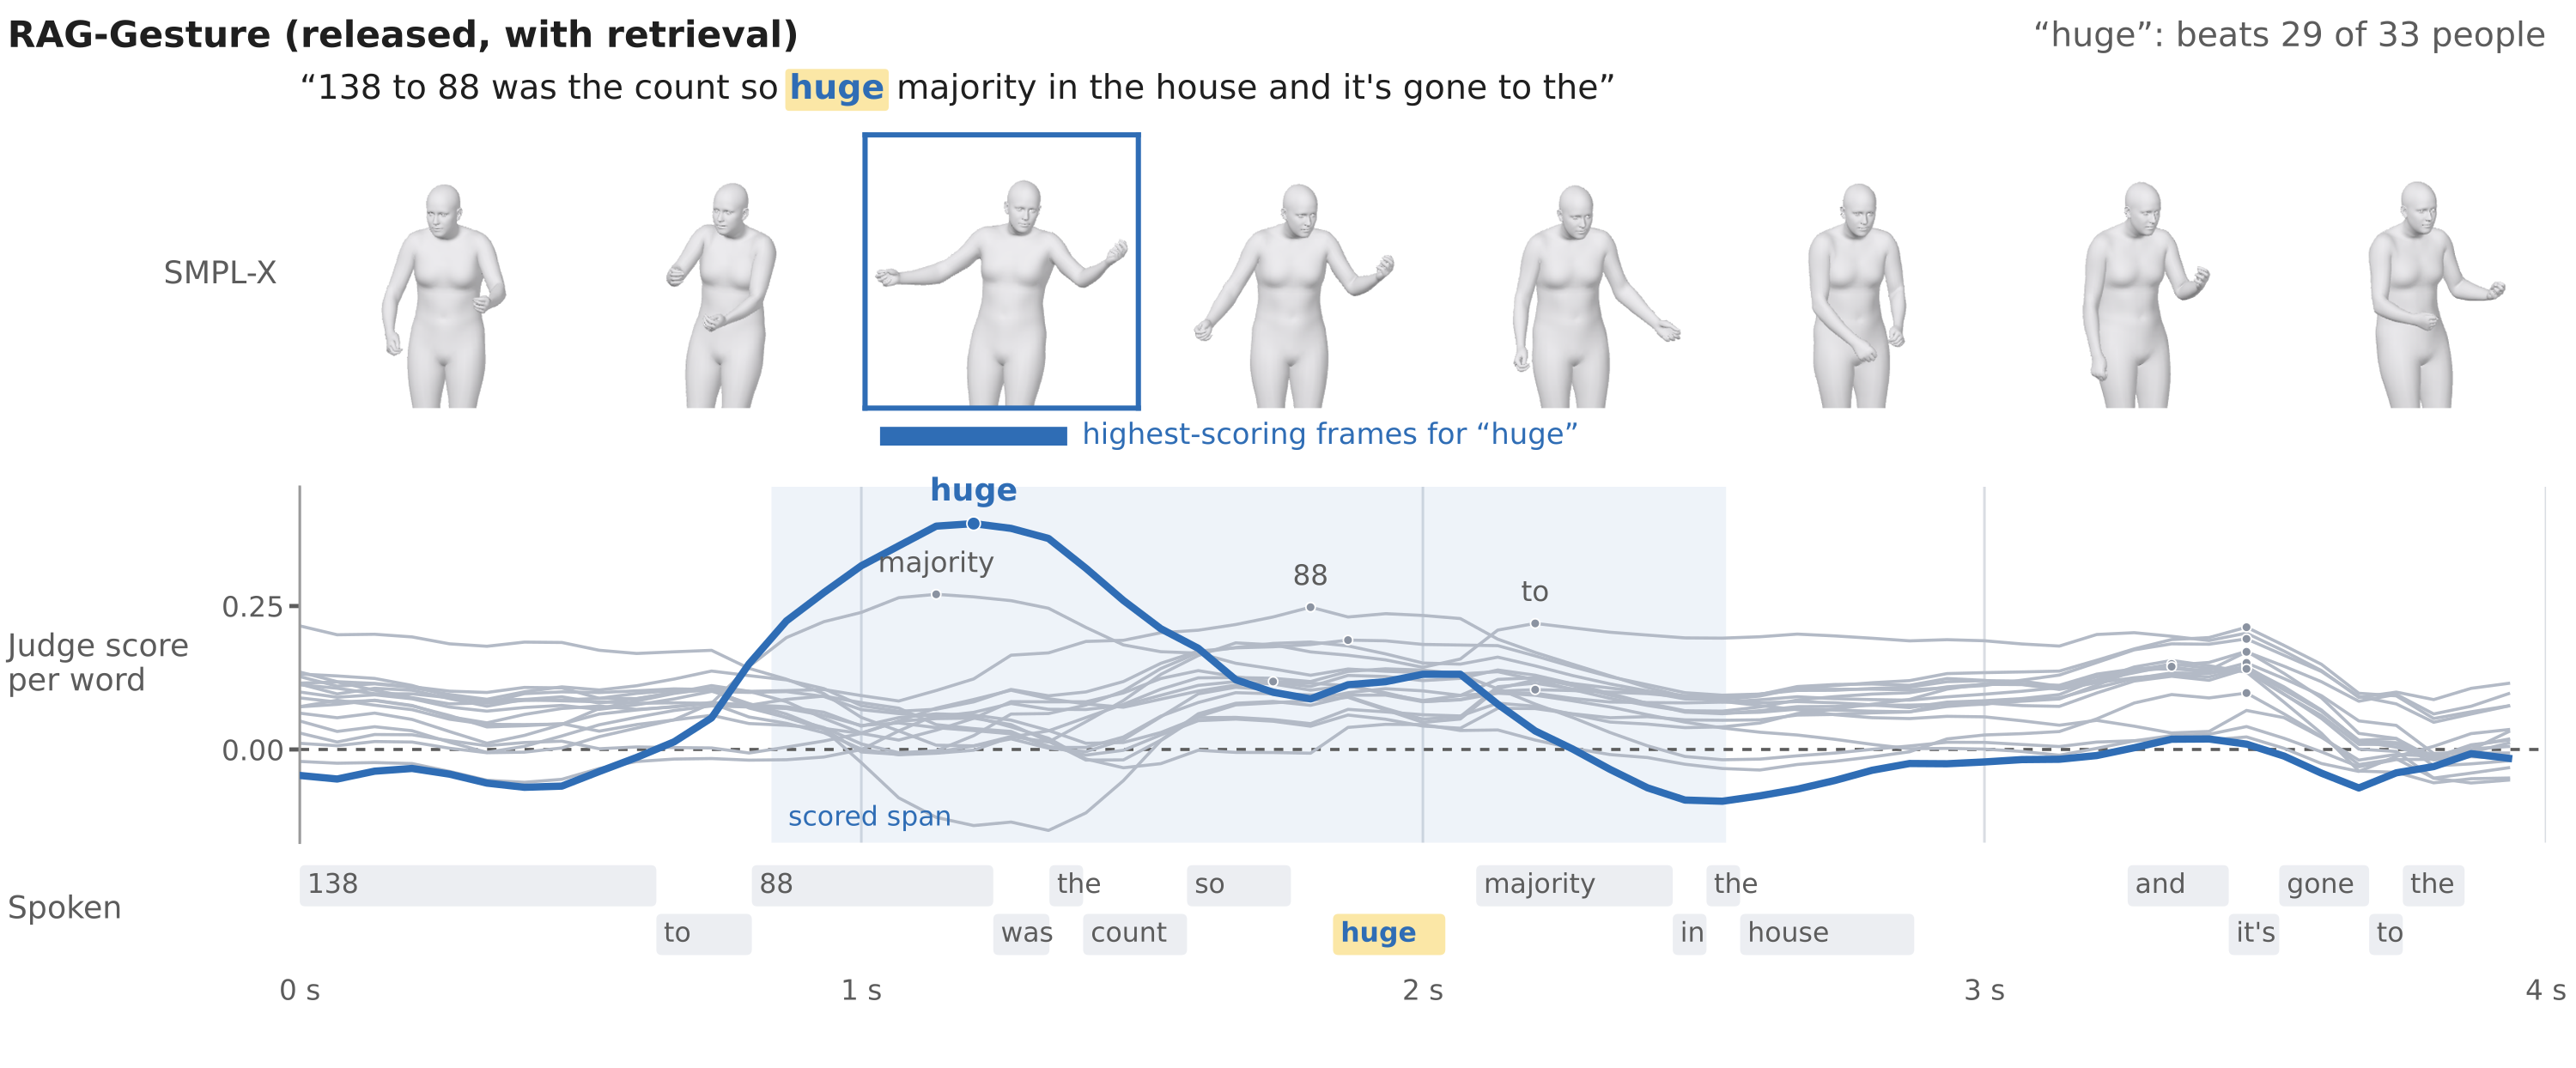 RAG-Gesture (released, with retrieval)
“huge”: beats 29 of 33 people
“138 to 88 was the count so huge majority in the house and it's gone to the”
SMPL-X
highest-scoring frames for “huge”
huge
majority
88
to
0.25
Judge score
per word
0.00
scored span
138 88 the so majority the and gone the
Spoken
to was count huge in house it's to
0 s 1 s 2 s 3 s 4 s